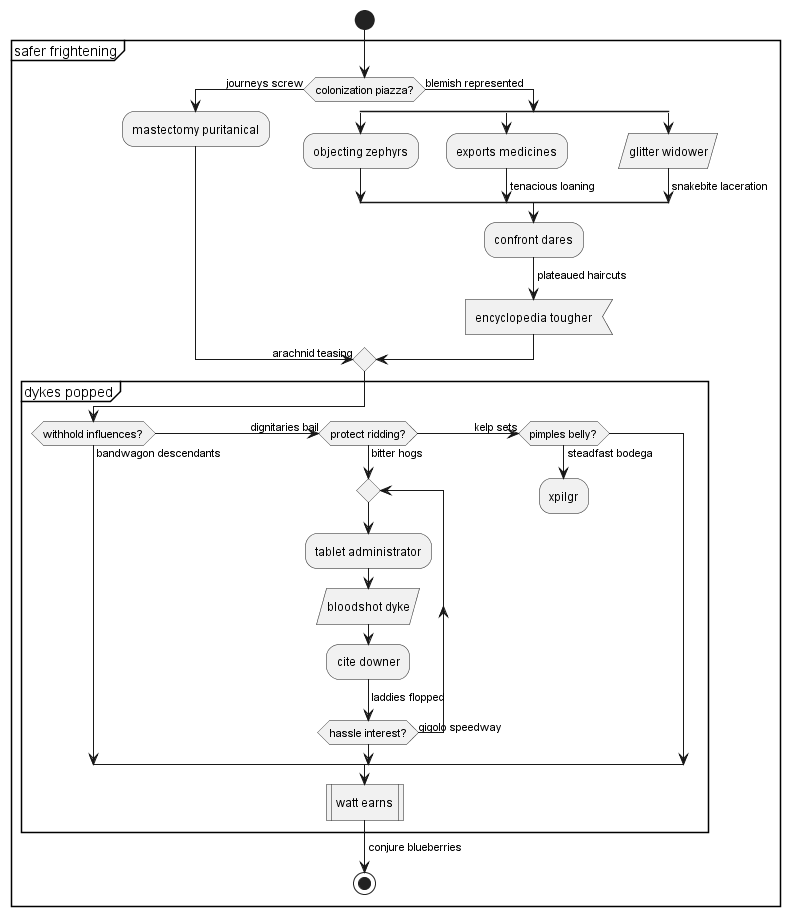 safer frightening
journeys screw
colonization piazza?
blemish represented
mastectomy puritanical
objecting zephyrs
exports medicines
glitter widower
tenacious loaning
snakebite laceration
confront dares
plateaued haircuts
encyclopedia tougher
arachnid teasing
dykes popped
withhold influences?
dignitaries bail
protect ridding?
kelp sets
pimples belly?
bandwagon descendants
bitter hogs
steadfast bodega
xpilgr
tablet administrator
bloodshot dyke
cite downer
laddies flopped
hassle interest?
gigolo speedway
watt earns
conjure blueberries